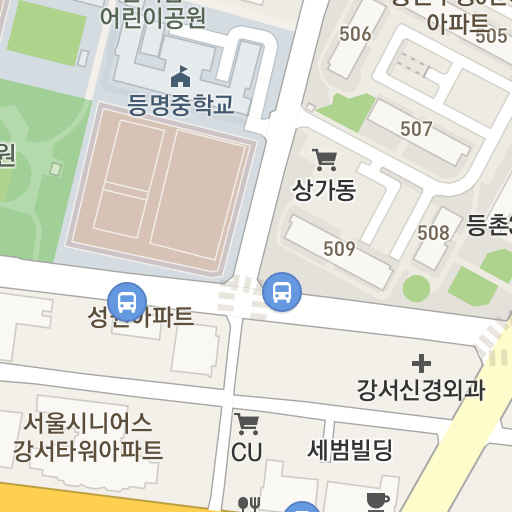 어린이공원
506
아파트
505
507
등명중학교
원
상가동
509
508
등촌3
성원아파트
강서신경외과
서울시니어스
강서타워아파트
CU
세범빌딩